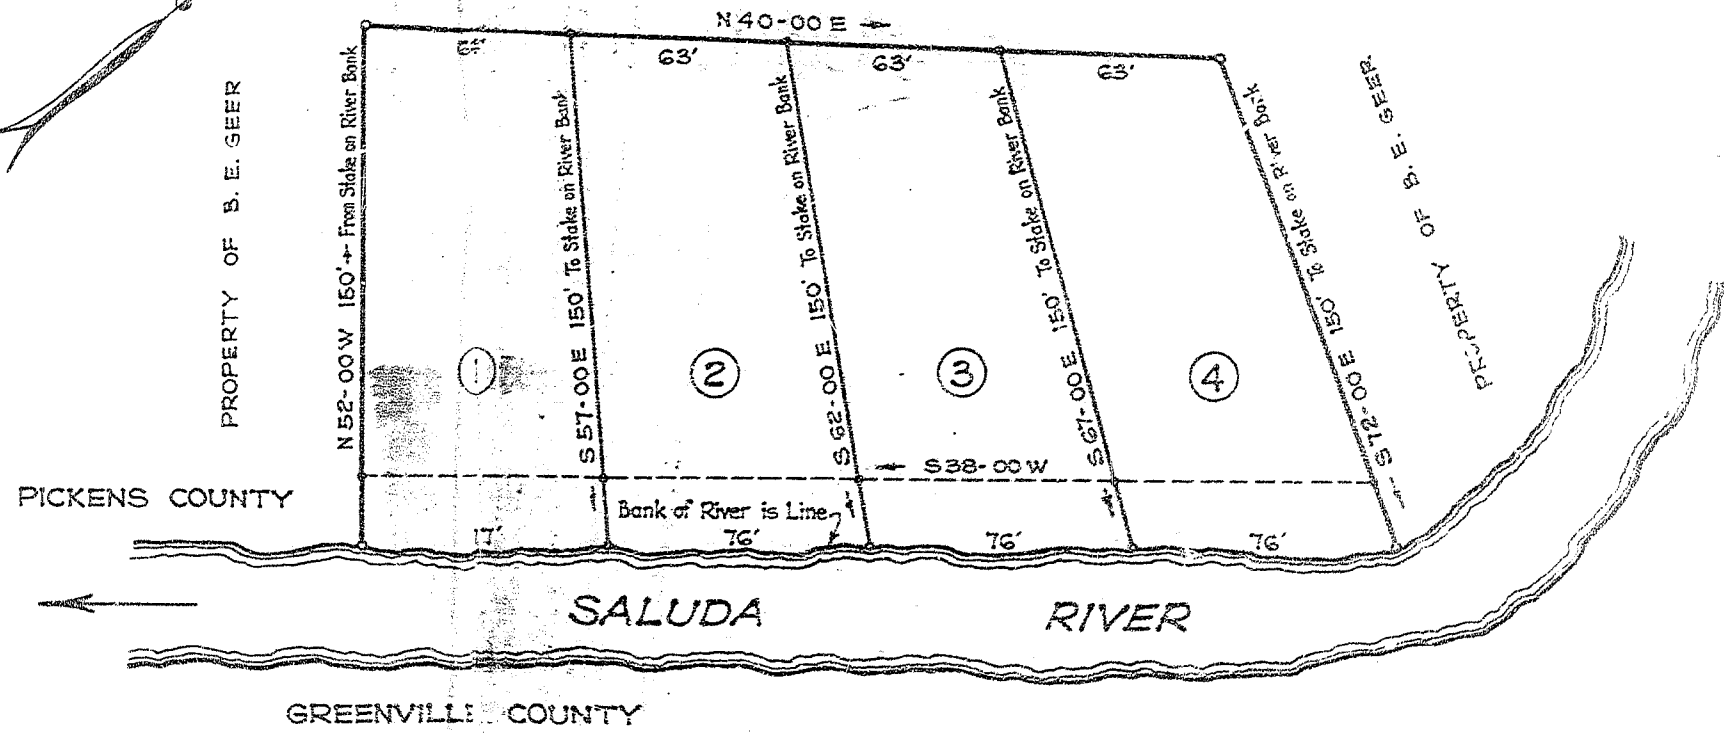 N 40-00 E
63'
63'
63'
PROPERTY OF B. E. GEER
N 52-00 W 150' From Stake on River Bank
S 57-00 E 150' To Stake on River Bank
S 62-00 E 150' To Stake on River Bank
S 67-00 E 150' To Stake on River Bank
S 72-00 E 150' To Stake on River Bank
PROPERTY OF B. E. GEER
1
2
3
4
S 38-00 W
PICKENS COUNTY
Bank of River is Line
76'
76'
76'
SALUDA RIVER
GREENVILLE COUNTY